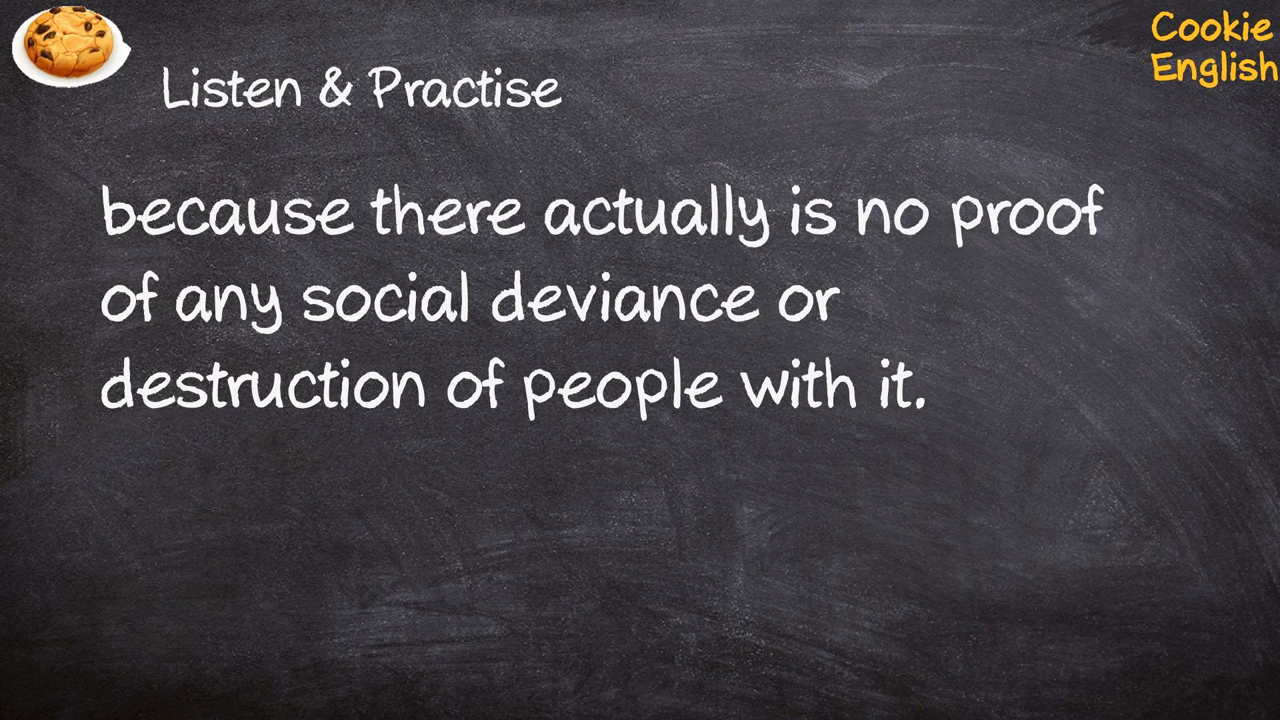 Cookie
English
Listen & Practise
because there actually is no proof
of any social deviance or
destruction of people with it.